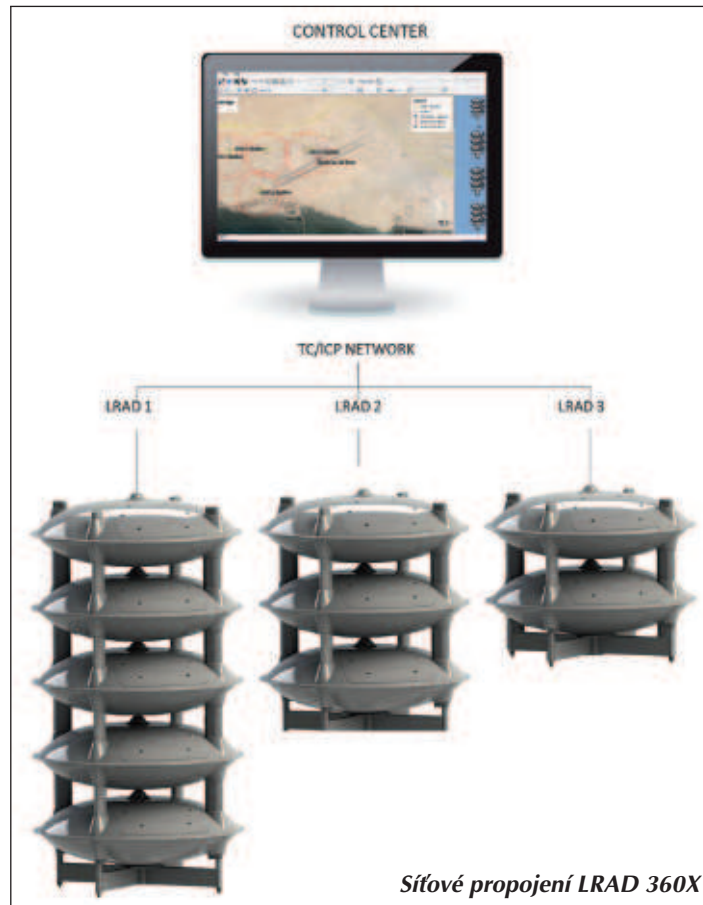 CONTROL CENTER
TC/ICP NETWORK
LRAD 1
LRAD 2
LRAD 3
Síťové propojení LRAD 360X